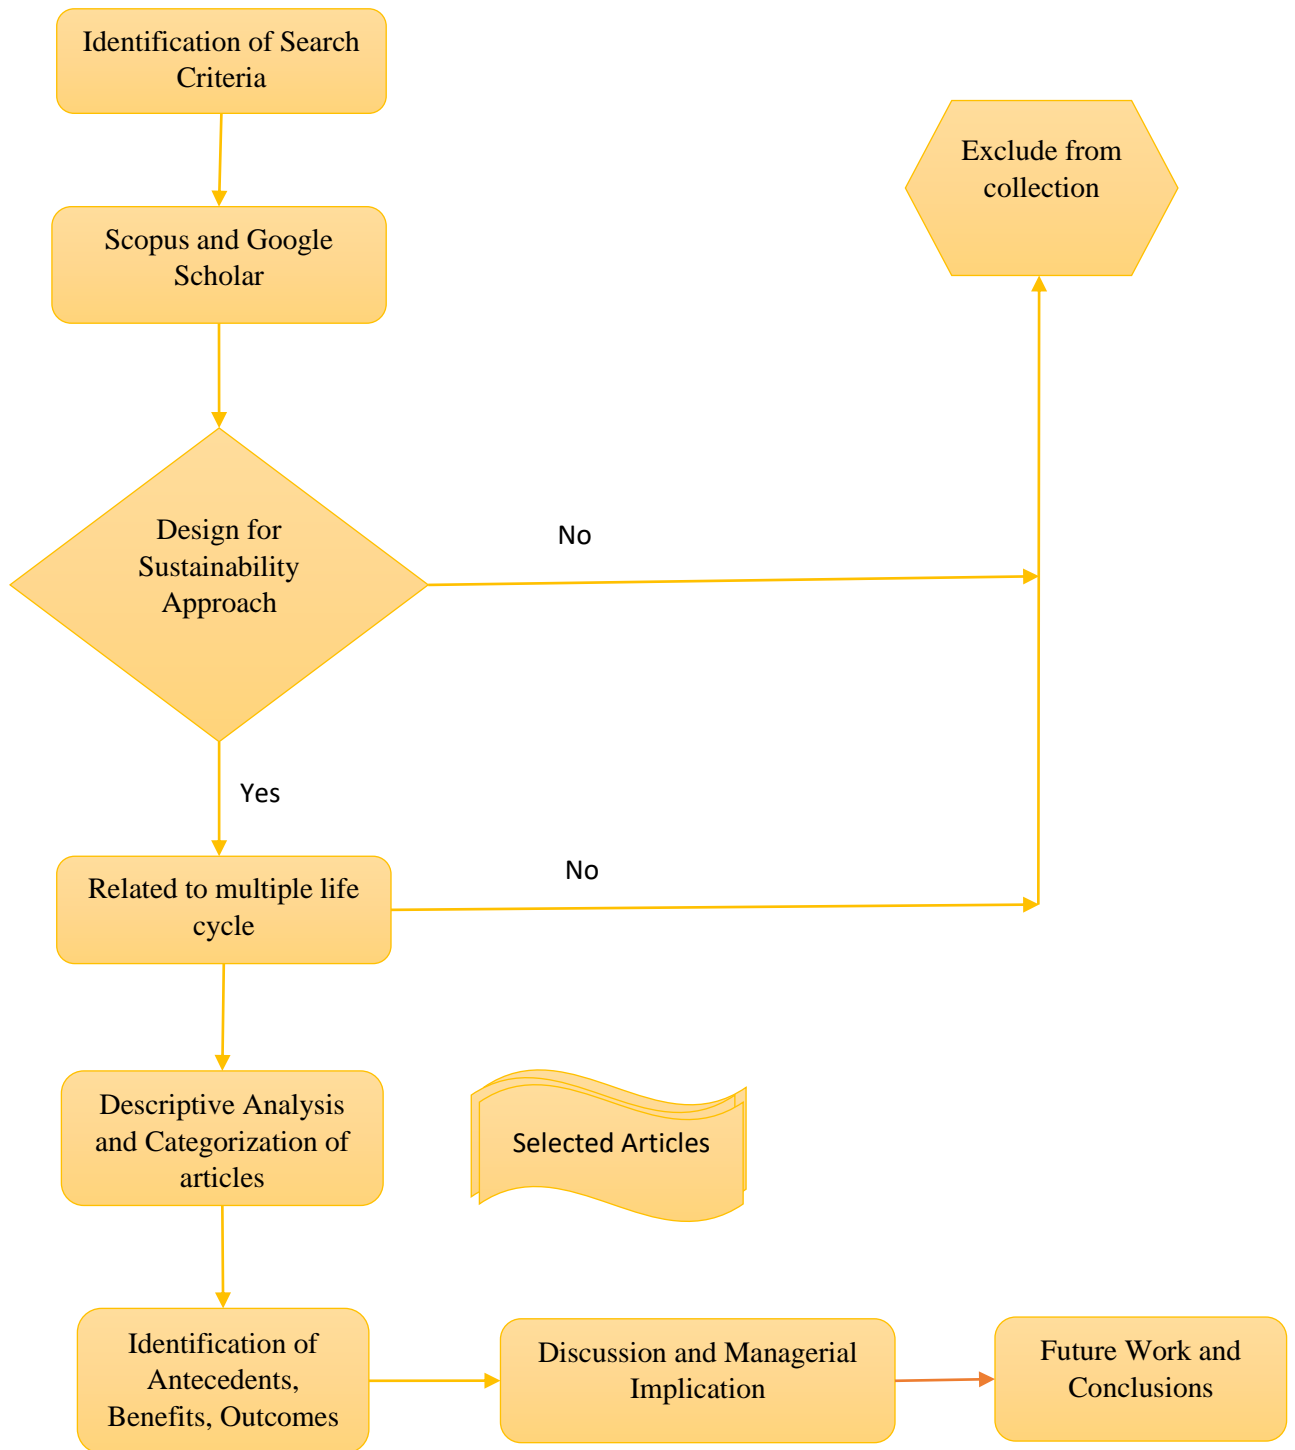 Identification of Search
Criteria
Exclude from
collection
Scopus and Google
Scholar
Design for
Sustainability
Approach
No
Yes
Related to multiple life
cycle
No
Descriptive Analysis
and Categorization of
articles
Selected Articles
Identification of
Antecedents,
Benefits, Outcomes
Discussion and Managerial
Implication
Future Work and
Conclusions